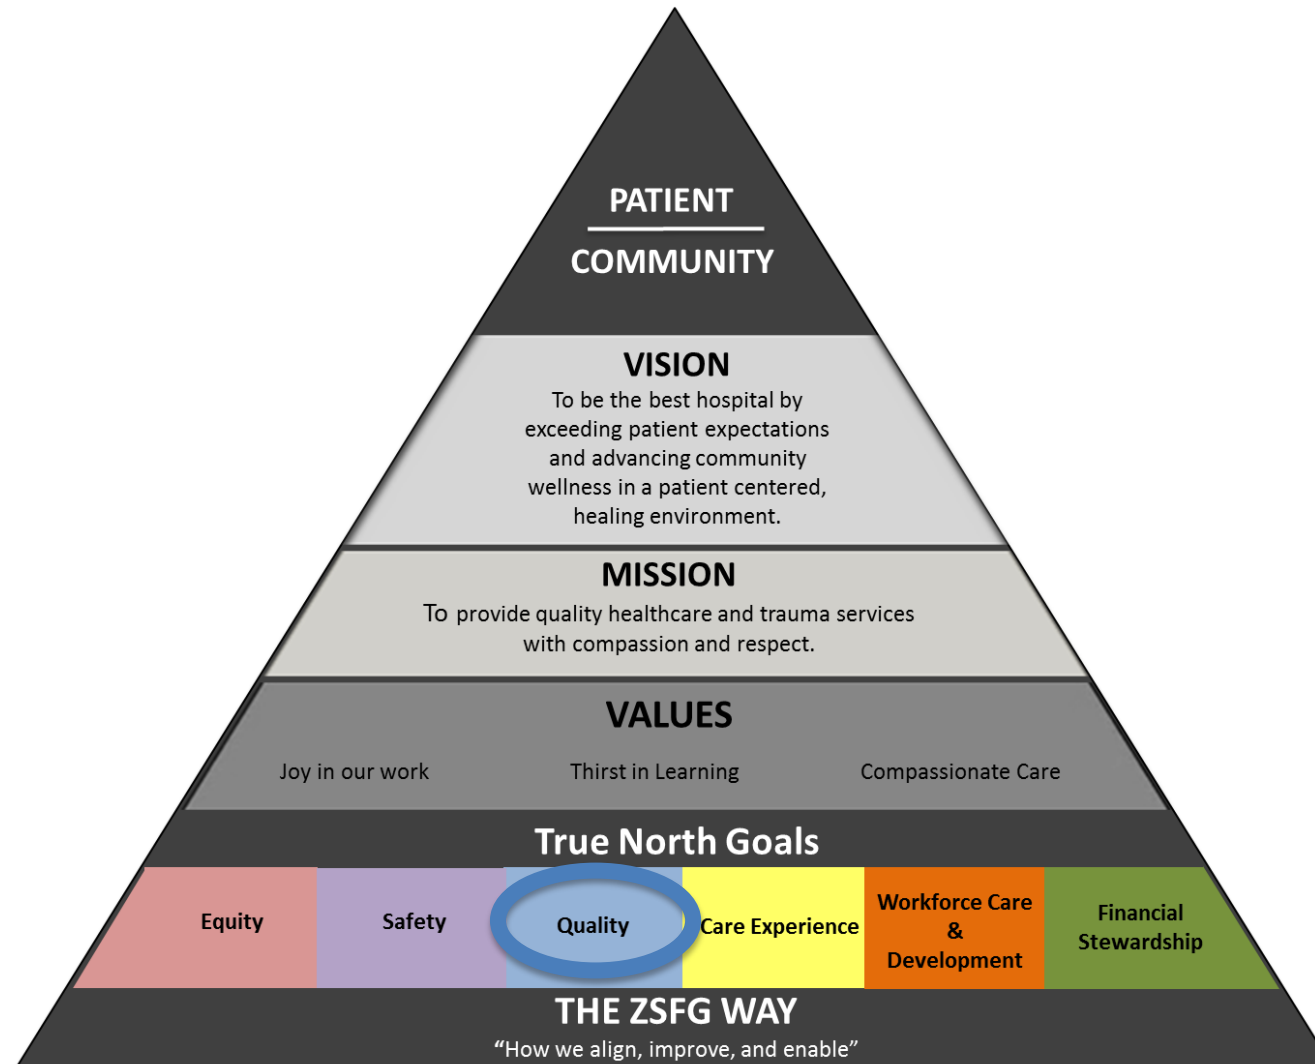 PATIENT
COMMUNITY
VISION
To be the best hospital by
exceeding patient expectations
and advancing community
wellness in a patient centered,
healing environment.
MISSION
To provide quality healthcare and trauma services
with compassion and respect.
VALUES
Joy in our work
Thirst in Learning
Compassionate Care
True North Goals
Equity
Safety
Quality
Care Experience
Workforce Care
&
Development
Financial
Stewardship
THE ZSFG WAY
“How we align, improve, and enable”